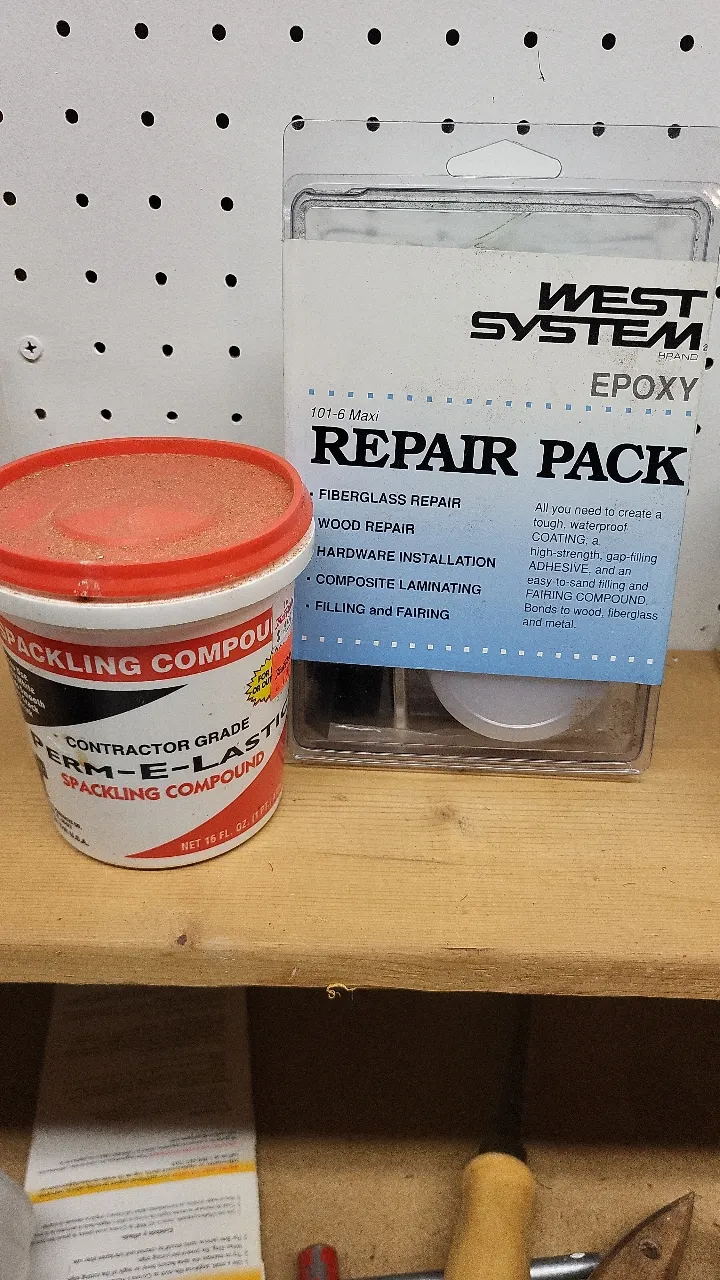 WEST
SYSTEM
BRAND
EPOXY
101-6 Maxi
REPAIR PACK
• FIBERGLASS REPAIR
WOOD REPAIR
HARDWARE INSTALLATION
• COMPOSITE LAMINATING
• FILLING and FAIRING
All you need to create a
tough, waterproof
COATING, a
high-strength, gap-filling
ADHESIVE, and an
easy-to-sand filling and
FAIRING COMPOUND.
Bonds to wood, fiberglass
and metal.
SPACKLING COMPOU
CONTRACTOR GRADE
PERM-E-LASTIC
SPACKLING COMPOUND
NET 16 FL. OZ. (1 PT.